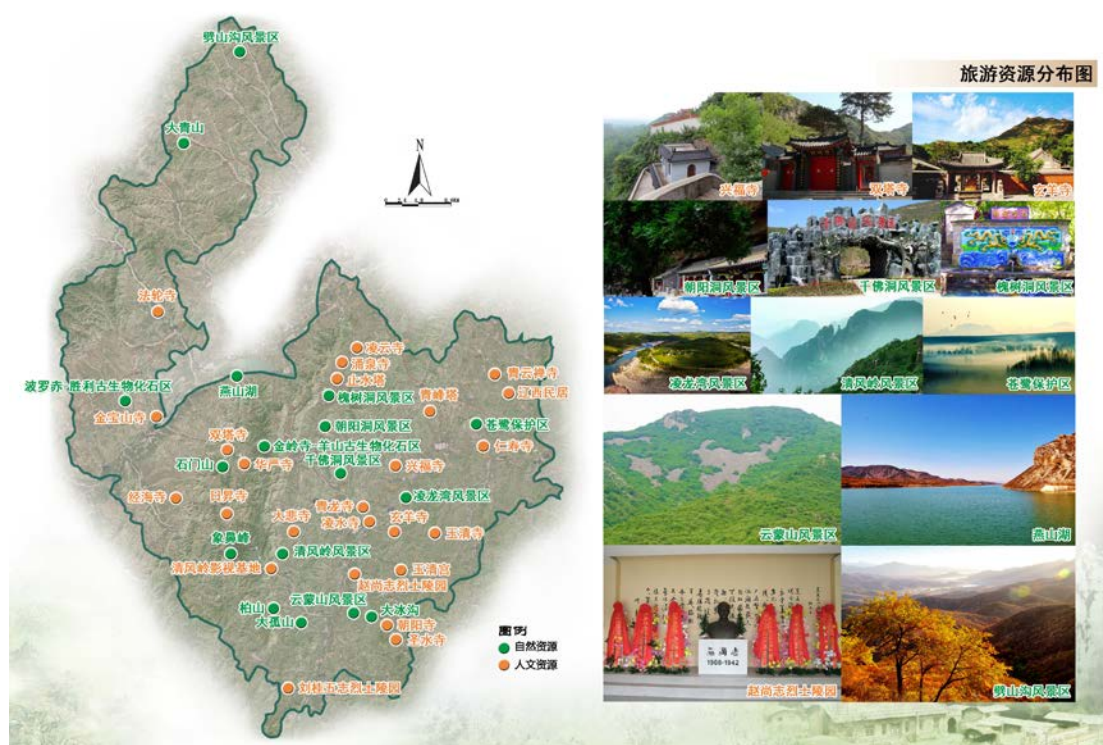 旅游资源分布图
劈山沟风景区
大青山
N
法轮寺
凌云寺
涌泉寺
止水塔
槐树洞风景区
燕山湖
波罗赤-胜利古生物化石区
金宝山寺
青云禅寺
江西民居
青峰塔
苍鹭保护区
朝阳洞风景区
双塔寺
金岭寺-羊山古生物化石区
仁寿寺
石门山
华严寺
千佛洞风景区
兴福寺
经海寺
日昇寺
凌龙湾风景区
青龙寺
大悲寺
凌水寺
玄羊寺
玉清寺
象鼻峰
清风岭风景区
清风岭影视基地
玉清宫
赵尚志烈士陵园
柏山
云蒙山风景区
大冰沟
大孤山
朝阳寺
圣水寺
刘桂五志烈士陵园
图例
自然资源
人文资源
兴福寺
双塔寺
玄羊寺
朝阳洞风景区
千佛洞风景区
槐树洞风景区
凌龙湾风景区
清风岭风景区
苍鹭保护区
云蒙山风景区
燕山湖
1908-1942
赵尚志烈士陵园
劈山沟风景区